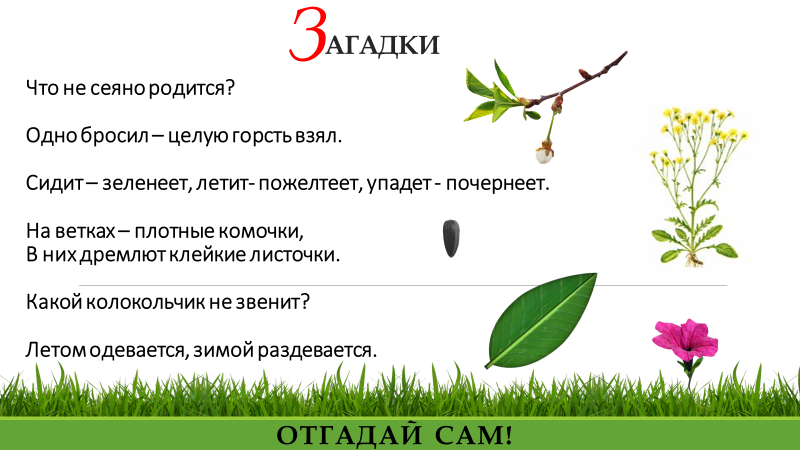 ЗАГАДКИ
Что не сеяно родится?
Одно бросил – целую горсть взял.
Сидит – зеленеет, летит- пожелтеет, упадет - почернеет.
На ветках – плотные комочки,
В них дремлют клейкие листочки.
Какой колокольчик не звенит?
Летом одевается, зимой раздевается.
ОТГАДАЙ САМ!